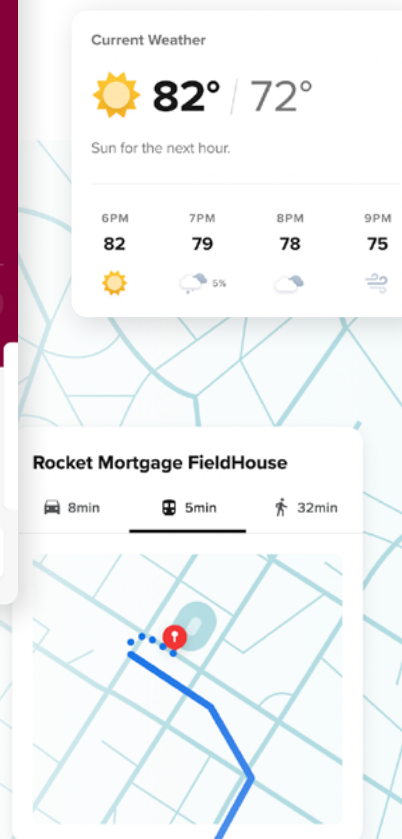 Current Weather
82° / 72°
Sun for the next hour.
6PM 7PM 8PM 9PM
82 79 78 75
5%
Rocket Mortgage FieldHouse
8min 5min 32min